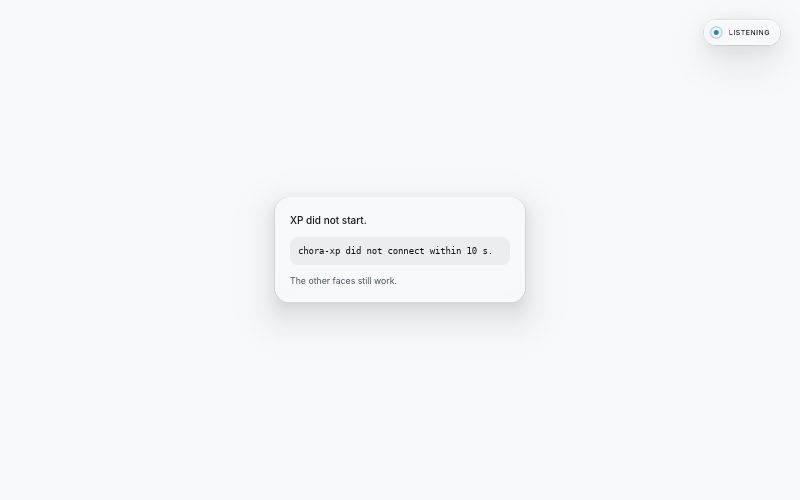 LISTENING
XP did not start.
chora-xp did not connect within 10 s.
The other faces still work.